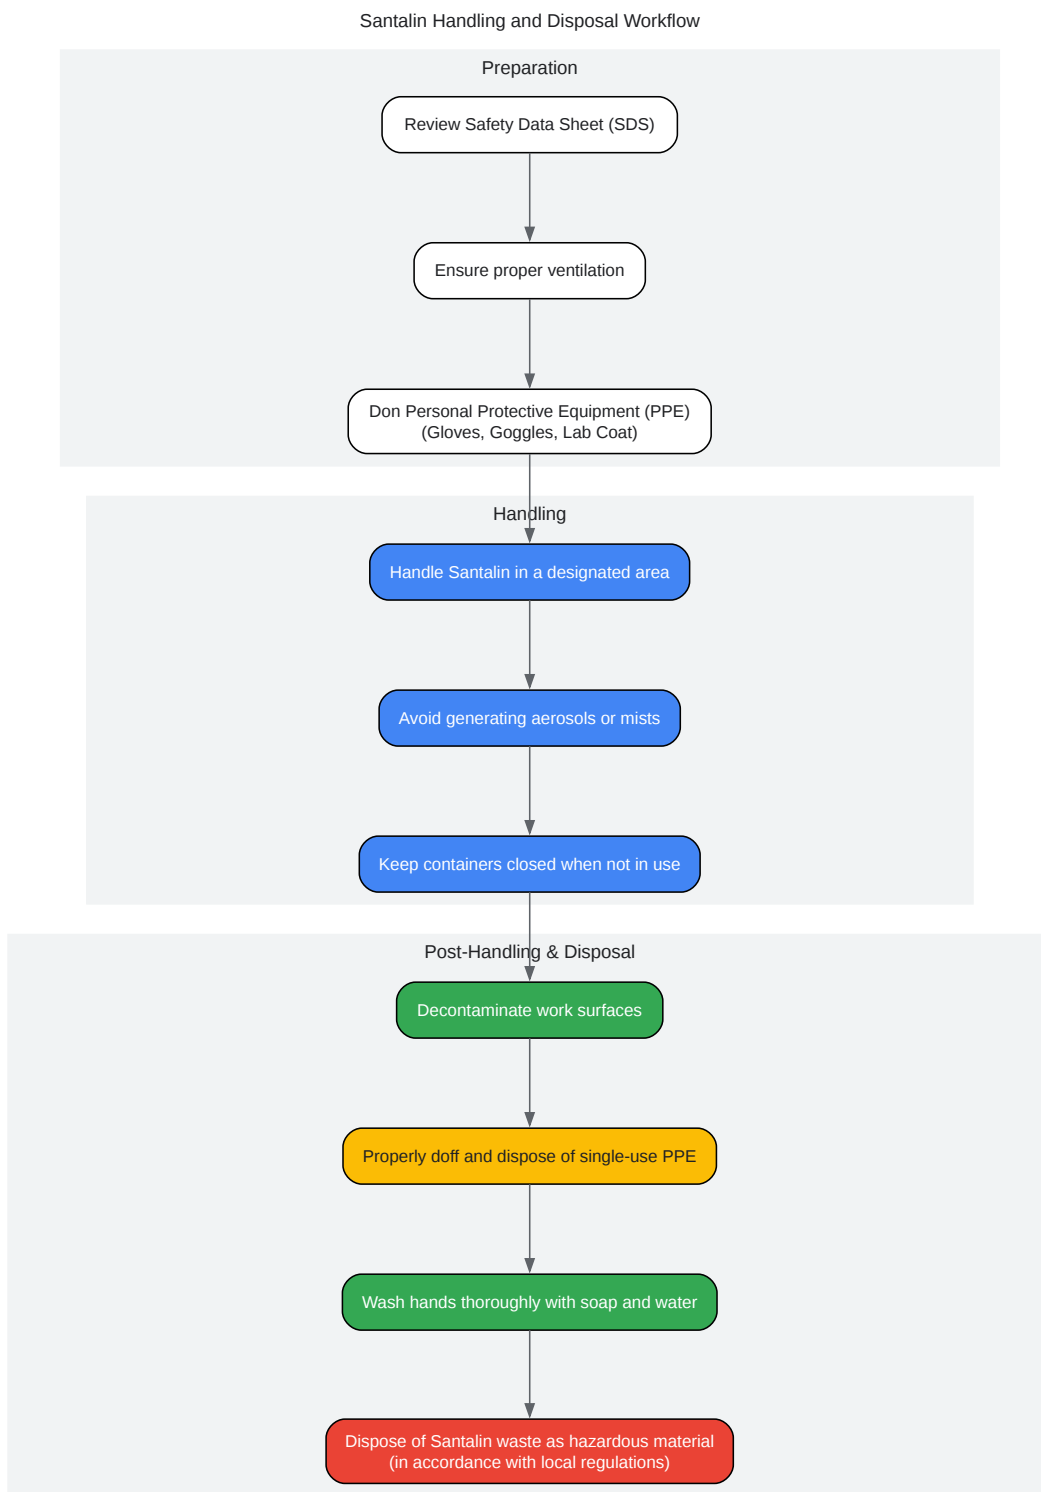 Santalin Handling and Disposal Workflow
Preparation
Review Safety Data Sheet (SDS)
Ensure proper ventilation
Don Personal Protective Equipment (PPE)
(Gloves, Goggles, Lab Coat)
Handling
Handle Santalin in a designated area
Avoid generating aerosols or mists
Keep containers closed when not in use
Post-Handling & Disposal
Decontaminate work surfaces
Properly doff and dispose of single-use PPE
Wash hands thoroughly with soap and water
Dispose of Santalin waste as hazardous material
(in accordance with local regulations)